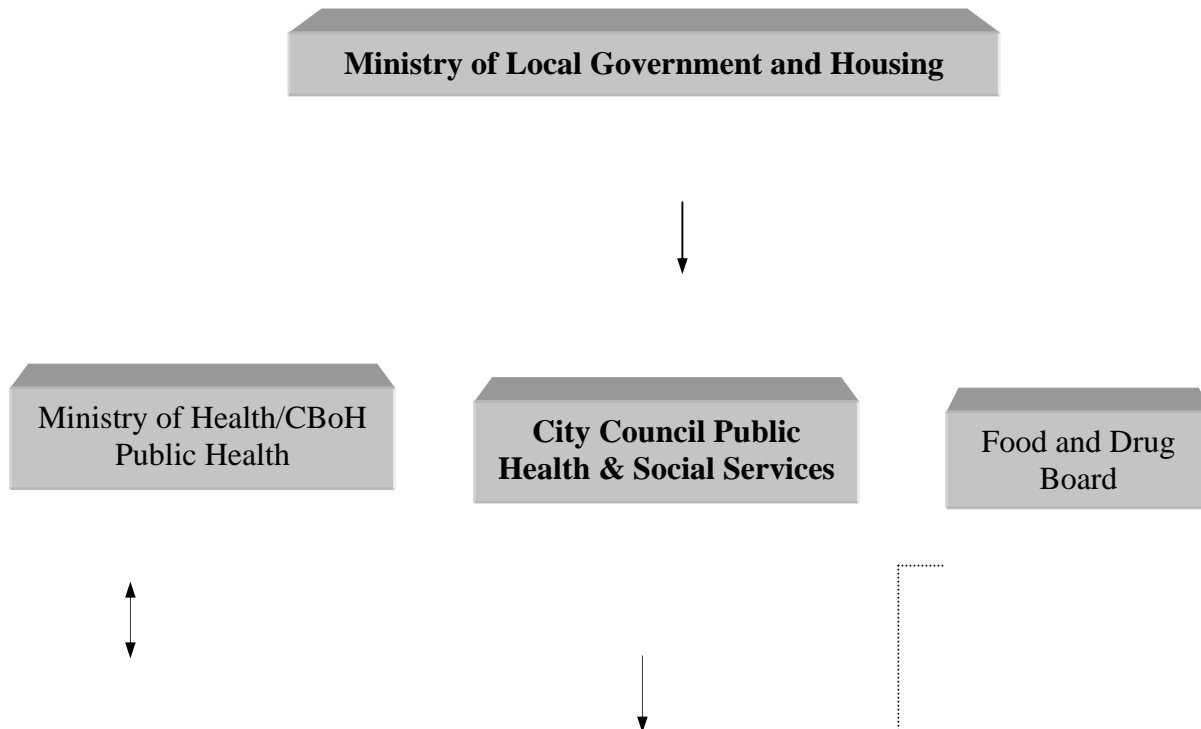 Ministry of Local Government and Housing
Ministry of Health/CBoH
Public Health
City Council Public
Health & Social Services
Food and Drug
Board